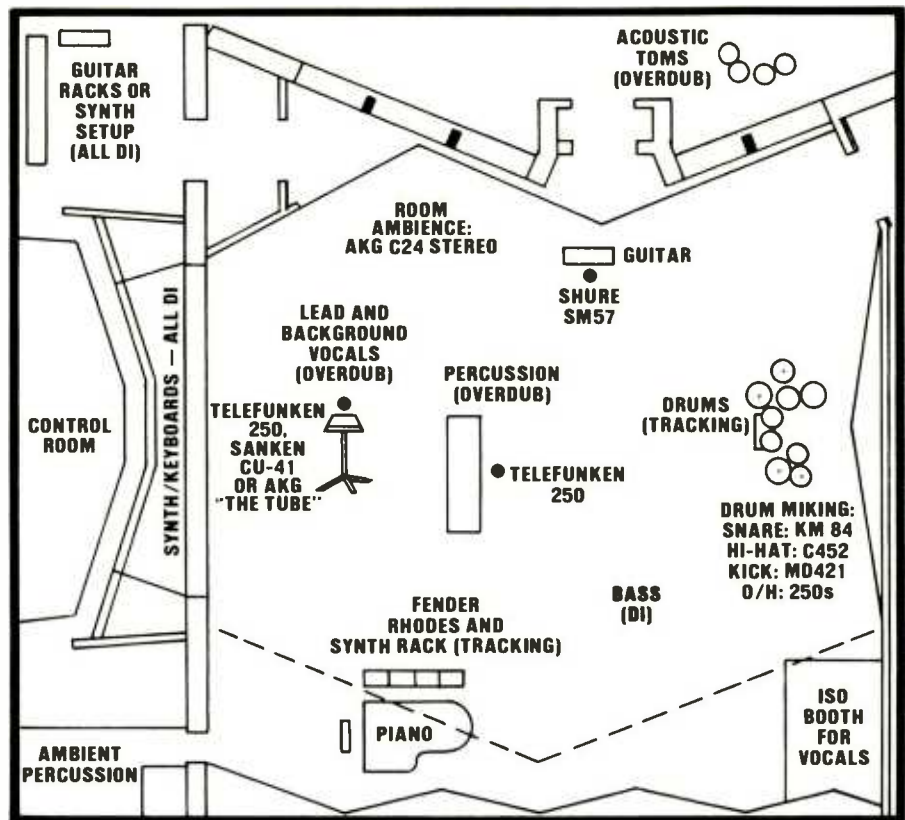 GUITAR
RACKS OR
SYNTH
SETUP
(ALL DI)
ACOUSTIC
TOMS
(OVERDUB)
ROOM
AMBIENCE:
AKG C24 STEREO
GUITAR
SHURE
SM57
LEAD AND
BACKGROUND
VOCALS
(OVERDUB)
TELEFUNKEN
250,
SANKEN
CU-41
OR AKG
"THE TUBE"
PERCUSSION
(OVERDUB)
TELEFUNKEN
250
DRUMS
(TRACKING)
DRUM MIKING:
SNARE: KM 84
HI-HAT: C452
KICK: MD421
O/H: 250s
CONTROL
ROOM
SYNTH/KEYBOARDS — ALL DI
BASS
(DI)
FENDER
RHODES AND
SYNTH RACK (TRACKING)
PIANO
ISO
BOOTH
FOR
VOCALS
AMBIENT
PERCUSSION